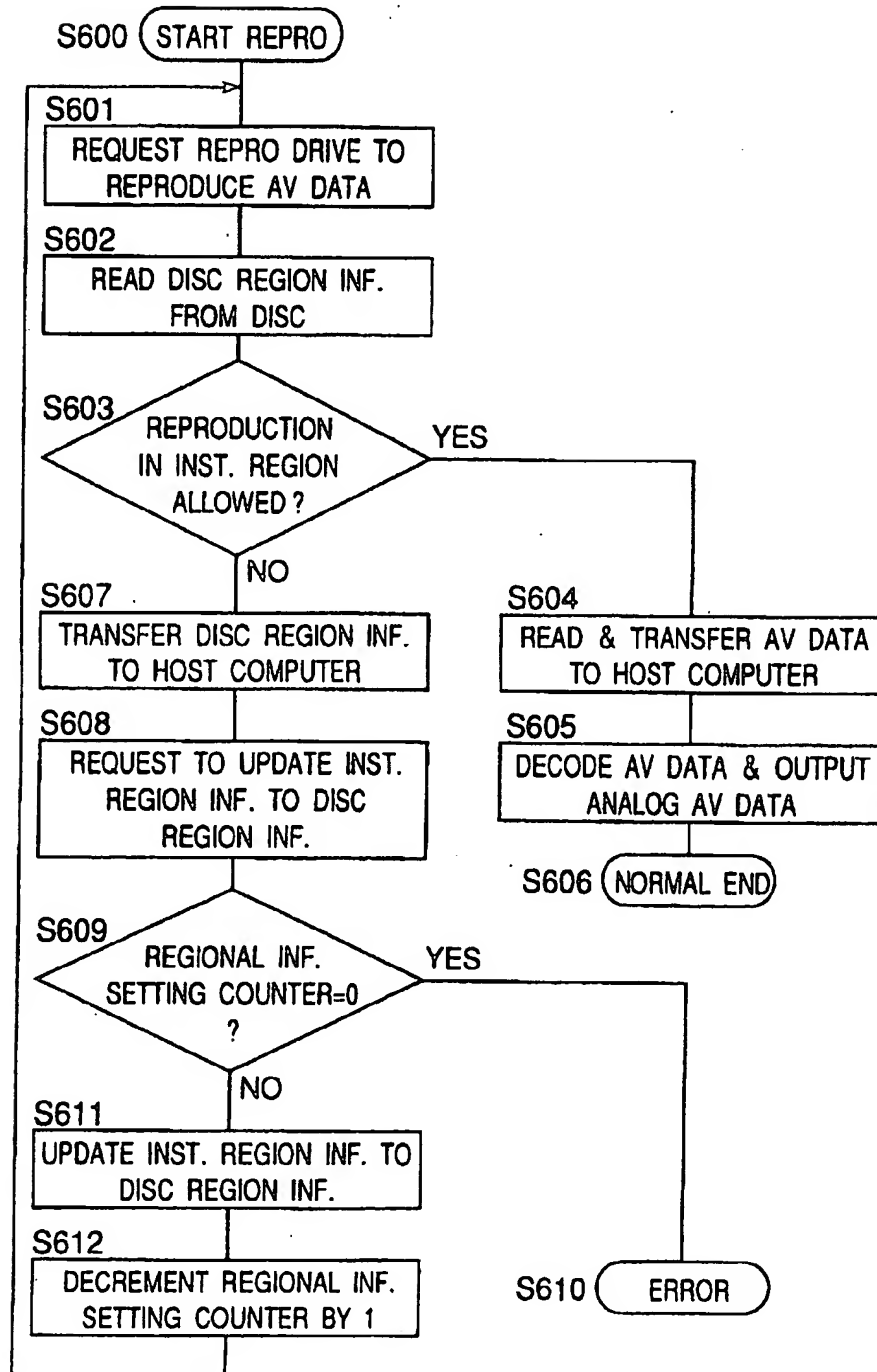 S600
START REPRO
S601
REQUEST REPRO DRIVE TO
REPRODUCE AV DATA
S602
READ DISC REGION INF.
FROM DISC
S603
REPRODUCTION
IN INST. REGION
ALLOWED ?
YES
NO
S607
TRANSFER DISC REGION INF.
TO HOST COMPUTER
S604
READ & TRANSFER AV DATA
TO HOST COMPUTER
S608
REQUEST TO UPDATE INST.
REGION INF. TO DISC
REGION INF.
S605
DECODE AV DATA & OUTPUT
ANALOG AV DATA
S606
NORMAL END
S609
REGIONAL INF.
SETTING COUNTER=0
?
YES
NO
S611
UPDATE INST. REGION INF. TO
DISC REGION INF.
S612
DECREMENT REGIONAL INF.
SETTING COUNTER BY 1
S610
ERROR